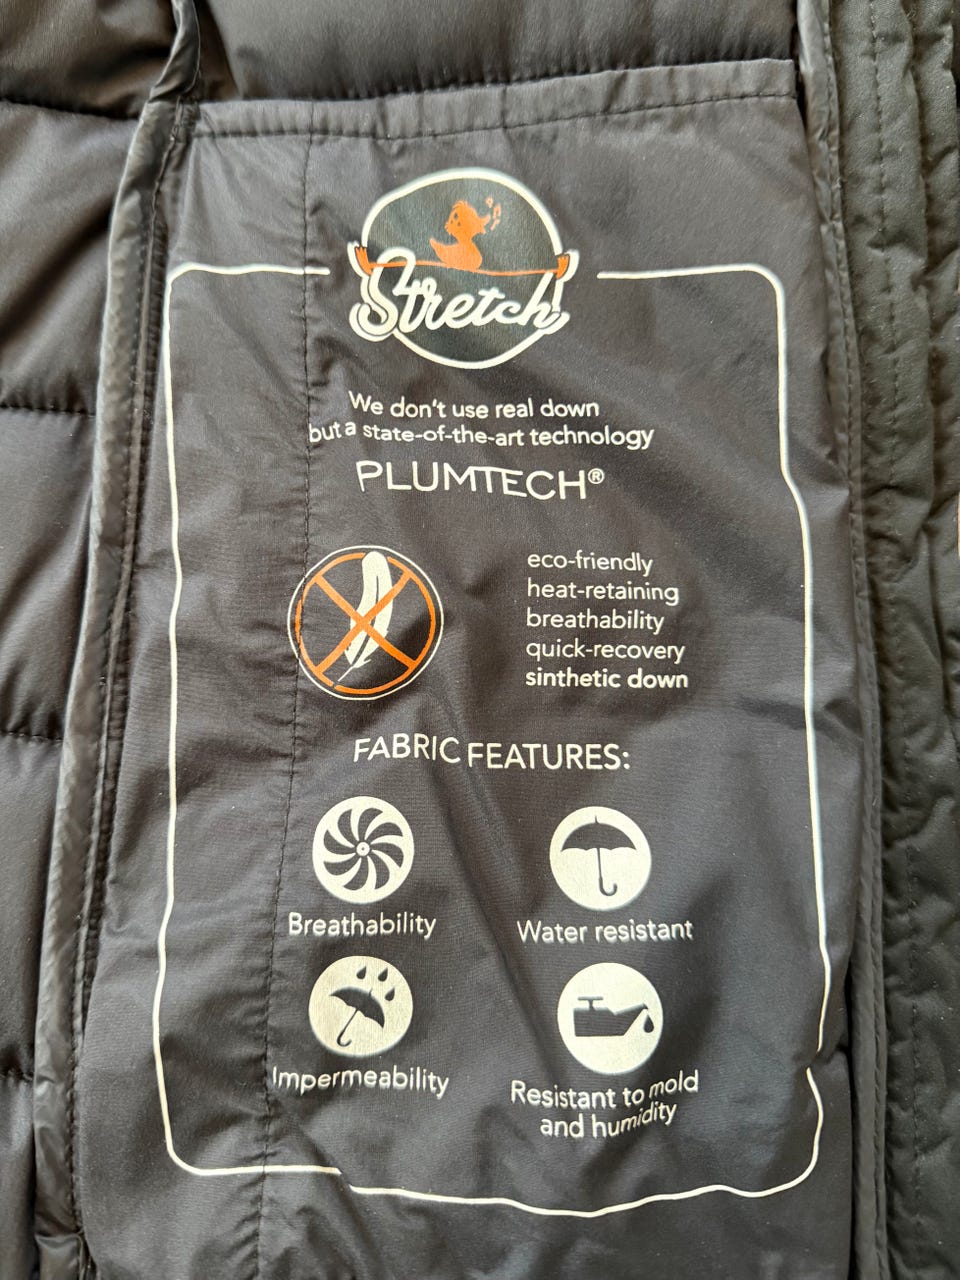 Stretch
We don't use real down
but a state-of-the-art technology
PLUMTECH®
eco-friendly
heat-retaining
breathability
quick-recovery
sinthetic down
FABRIC FEATURES:
Breathability
Water resistant
Impermeability
Resistant to mold
and humidity